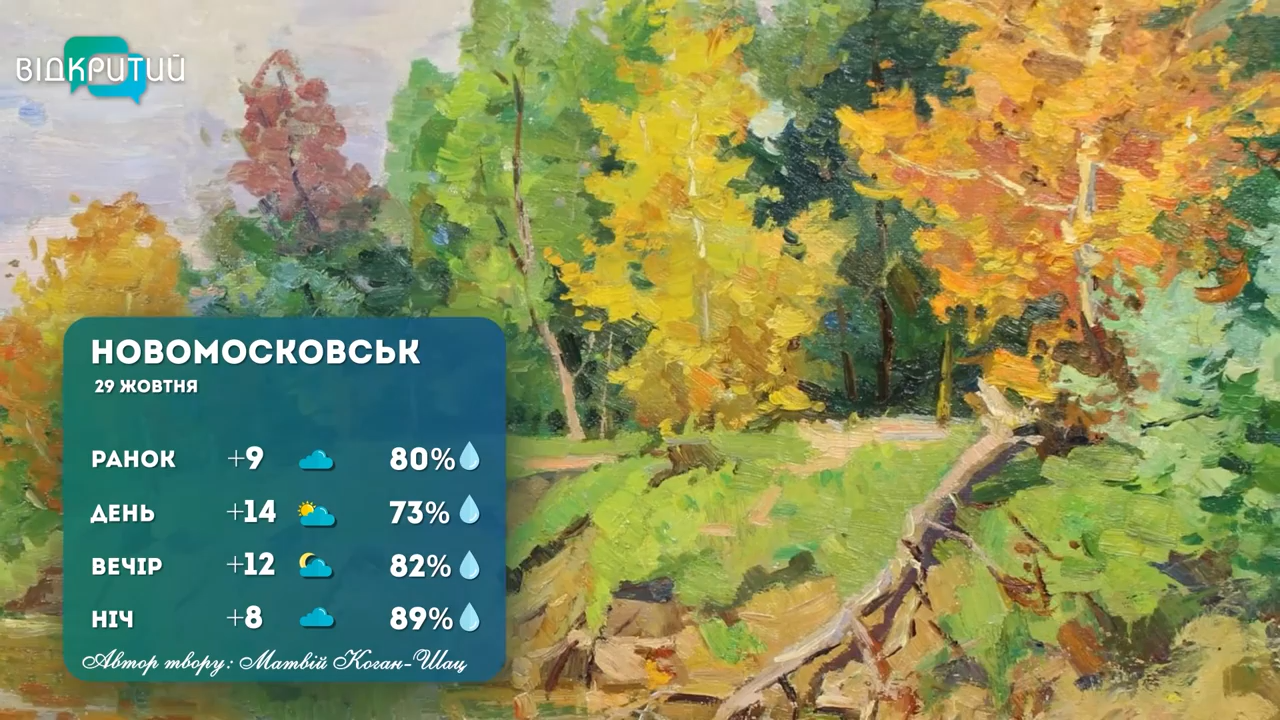 ВІДКРИТИЙ
НОВОМОСКОВСЬК
29 ЖОВТНЯ
РАНОК +9 80%
ДЕНЬ +14 73%
ВЕЧІР +12 82%
НІЧ +8 89%
Автор твору: Матвій Коган-Шац